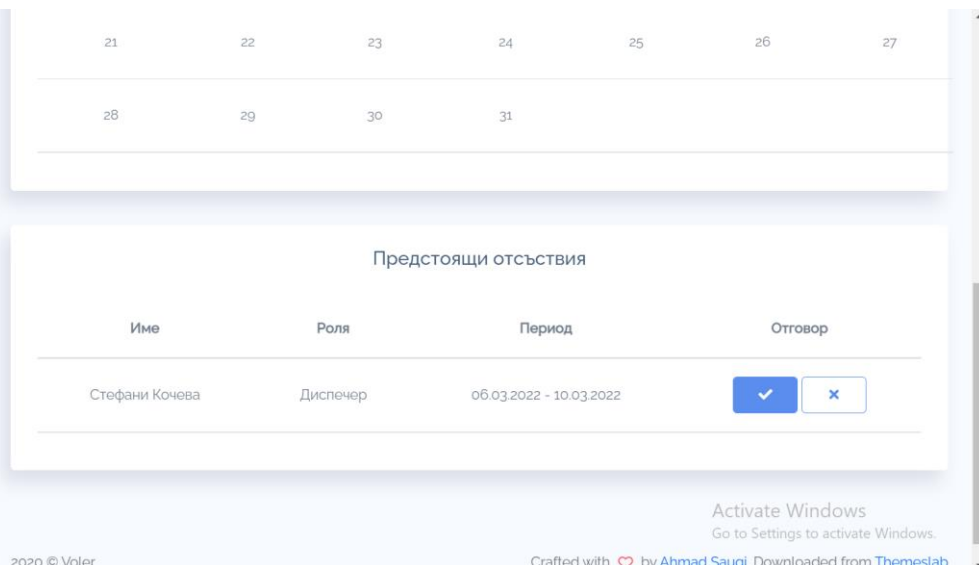 21 22 23 24 25 26 27
28 29 30 31
Предстоящи отсъствия
Име Роля Период Отговор
Стефани Кочева Диспечер 06.03.2022 - 10.03.2022
Activate Windows
Go to Settings to activate Windows.
2020 © Voler Crafted with by Ahmad Saugi. Downloaded from Themeslab